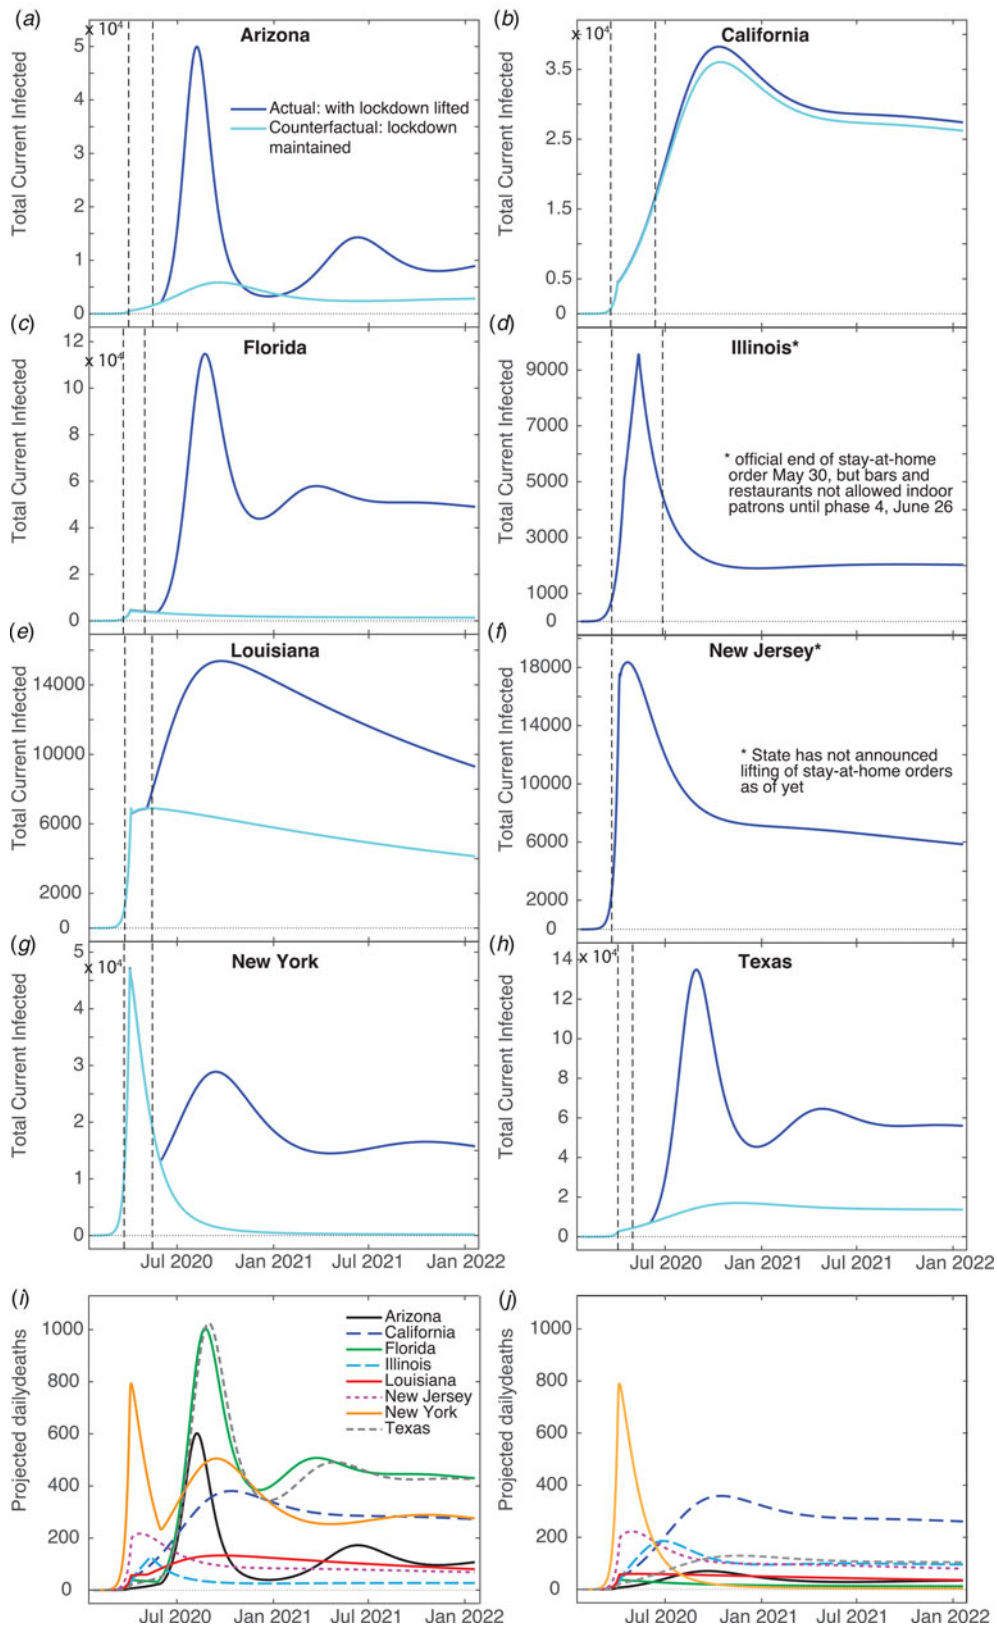 (a)
x 10⁴
Arizona
5
4
3
2
1
0
Total Current Infected
Actual: with lockdown lifted
Counterfactual: lockdown
maintained
(b)
x 10⁴
California
3.5
2.5
1.5
0.5
0
Total Current Infected
(c)
x 10⁴
Florida
12
10
8
6
4
2
0
Total Current Infected
(d)
Illinois*
9000
7000
5000
3000
1000
0
Total Current Infected
* official end of stay-at-home
order May 30, but bars and
restaurants not allowed indoor
patrons until phase 4, June 26
(e)
Louisiana
14000
10000
6000
2000
0
Total Current Infected
(f)
New Jersey*
18000
14000
10000
6000
2000
0
Total Current Infected
* State has not announced
lifting of stay-at-home orders
as of yet
(g)
x 10⁴
New York
5
3
2
1
0
Total Current Infected
Jul 2020 Jan 2021 Jul 2021 Jan 2022
(h)
x 10⁴
Texas
14
10
6
4
2
0
Total Current Infected
Jul 2020 Jan 2021 Jul 2021 Jan 2022
(i)
1000
800
600
400
200
0
Projected dailydeaths
Arizona
California
Florida
Illinois
Louisiana
New Jersey
New York
Texas
Jul 2020 Jan 2021 Jul 2021 Jan 2022
(j)
1000
800
600
400
200
0
Projected dailydeaths
Jul 2020 Jan 2021 Jul 2021 Jan 2022